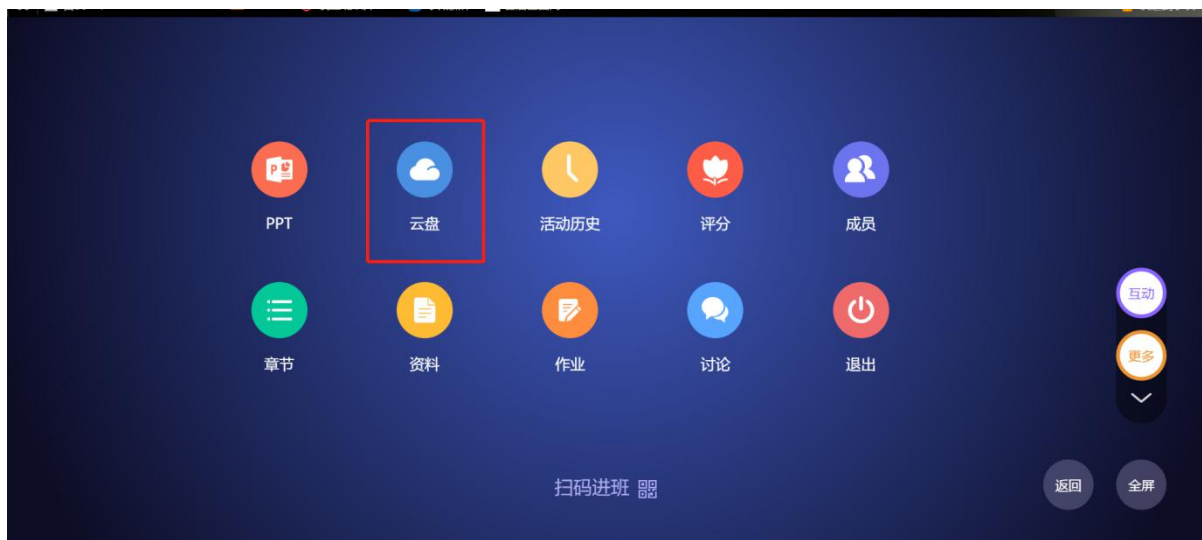 PPT
云盘
活动历史
评分
成员
章节
资料
作业
讨论
退出
互动
更多
扫码进班
返回
全屏